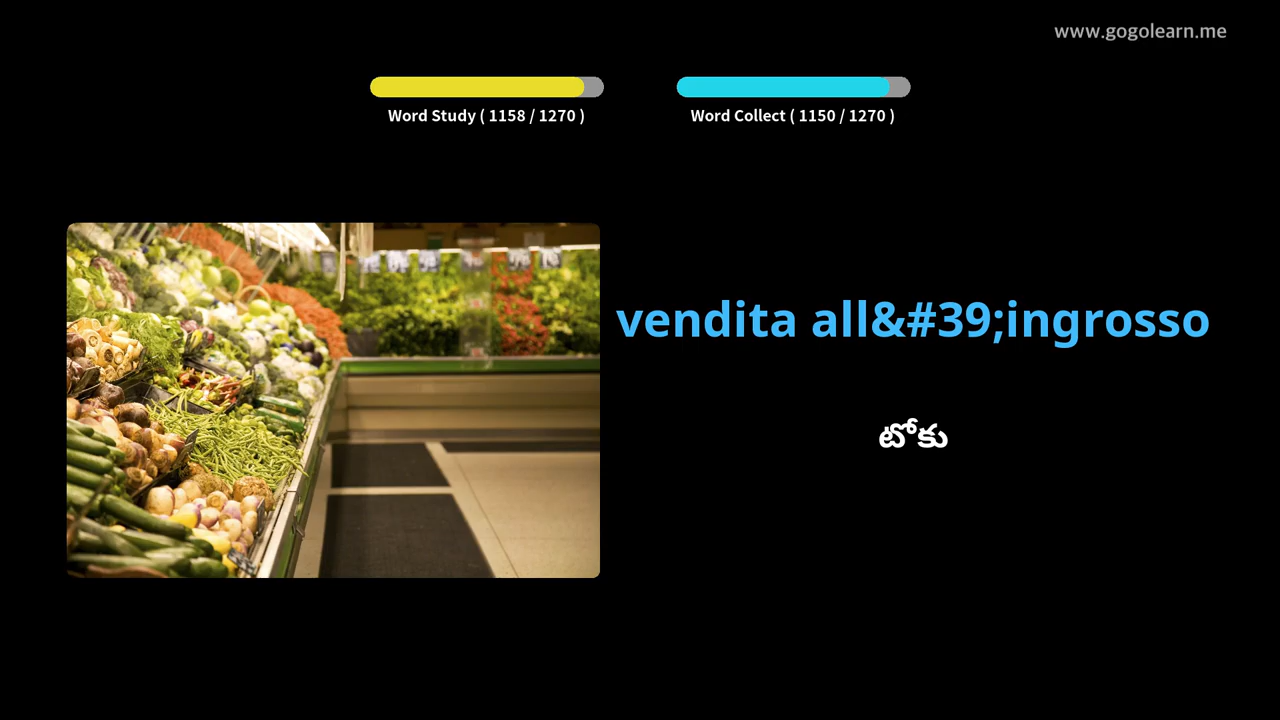 www.gogolearn.me
Word Study ( 1158 / 1270 )
Word Collect ( 1150 / 1270 )
vendita all&#39;ingrosso
టోకు